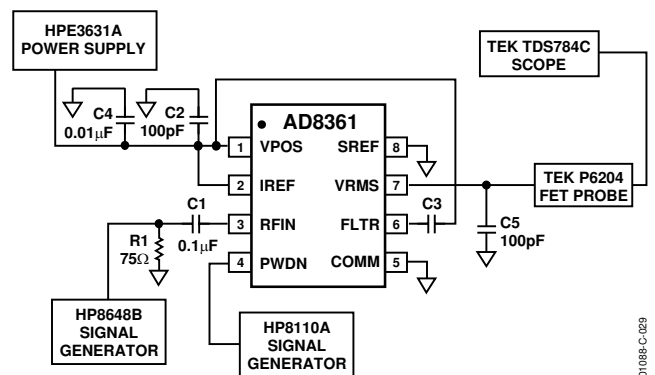 HPE3631A
POWER SUPPLY
TEK TDS784C
SCOPE
C4
0.01µF
C2
100pF
AD8361
1 VPOS SREF 8
2 IREF VRMS 7
TEK P6204
FET PROBE
C1
0.1µF
3 RFIN FLTR 6
C3
C5
100pF
R1
75Ω
4 PWDN COMM 5
HP8648B
SIGNAL
GENERATOR
HP8110A
SIGNAL
GENERATOR
01088-C-029